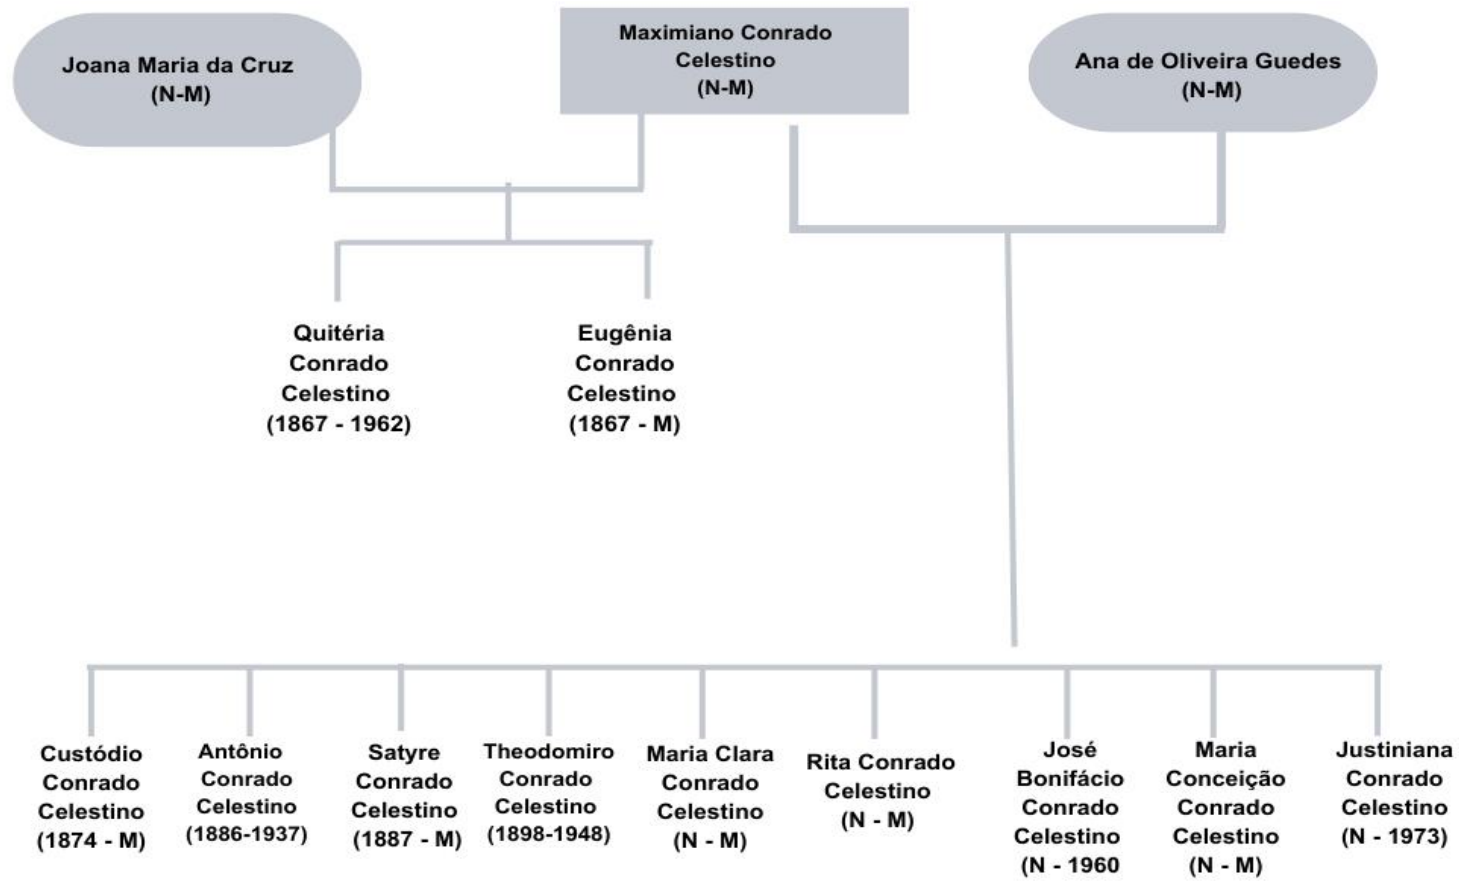 Joana Maria da Cruz
(N-M)
Maximiano Conrado
Celestino
(N-M)
Ana de Oliveira Guedes
(N-M)
Quitéria
Conrado
Celestino
(1867 - 1962)
Eugênia
Conrado
Celestino
(1867 - M)
Custódio
Conrado
Celestino
(1874 - M)
Antônio
Conrado
Celestino
(1886-1937)
Satyre
Conrado
Celestino
(1887 - M)
Theodomiro
Conrado
Celestino
(1898-1948)
Maria Clara
Conrado
Celestino
(N - M)
Rita Conrado
Celestino
(N - M)
José
Bonifácio
Conrado
Celestino
(N - 1960
Maria
Conceição
Conrado
Celestino
(N - M)
Justiniana
Conrado
Celestino
(N - 1973)